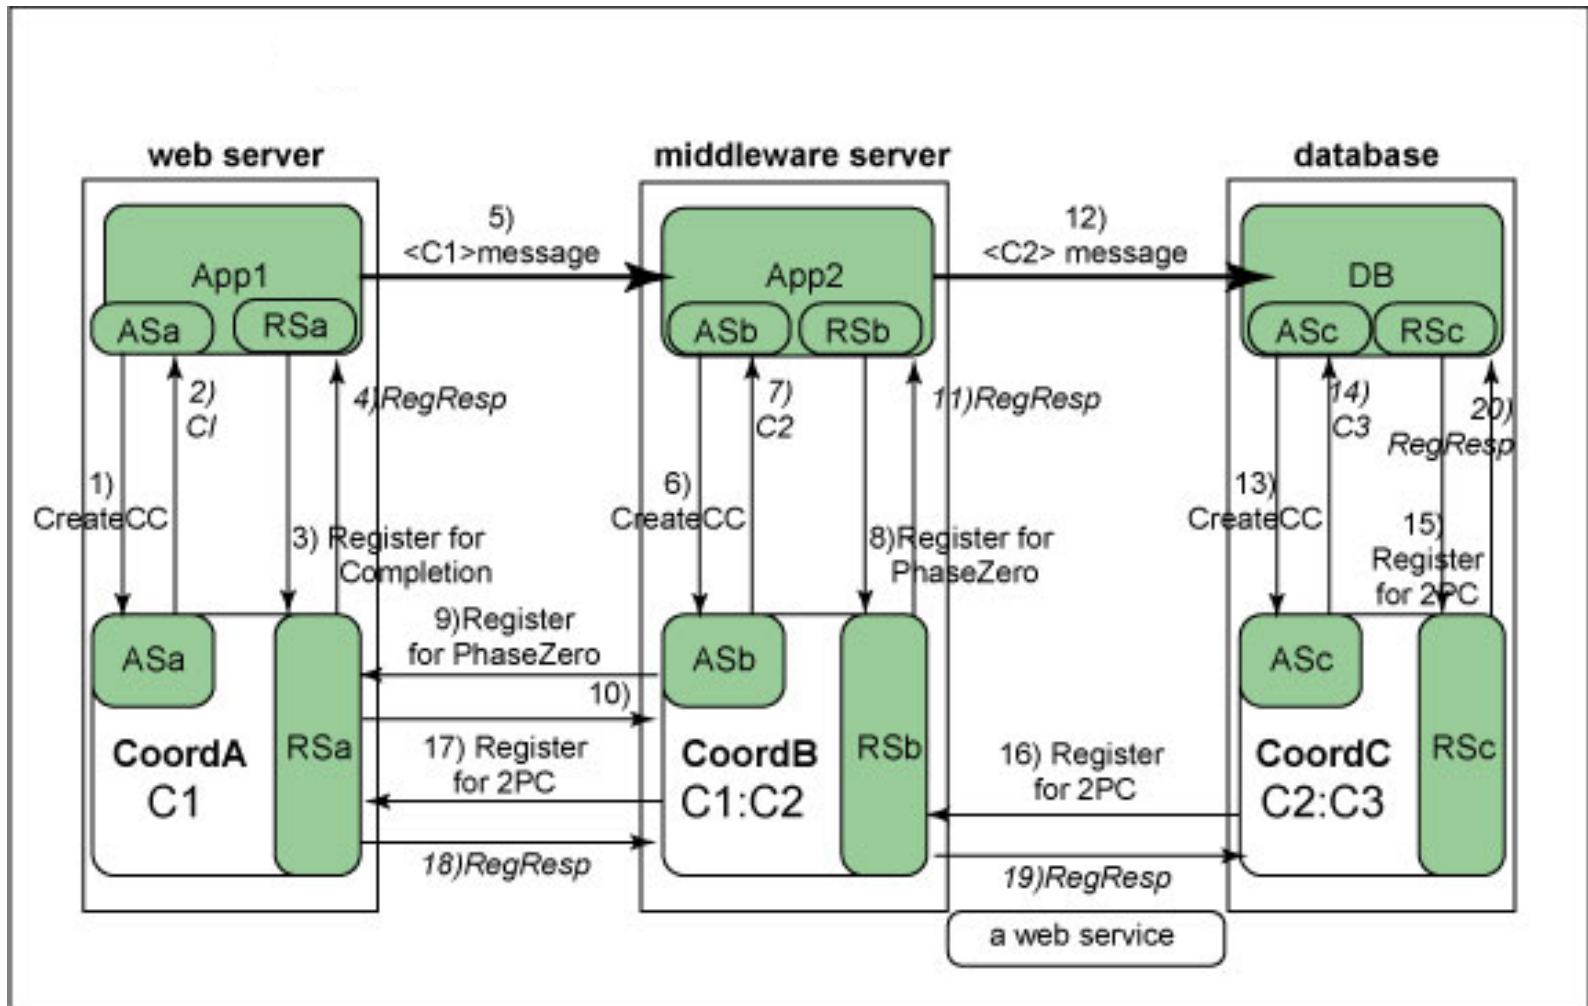 web server
middleware server
database
5)
<C1>message
12)
<C2> message
App1
App2
DB
ASa
RSa
ASb
RSb
ASc
RSc
2)
CI
4)RegResp
7)
C2
11)RegResp
14)
C3
20)
RegResp
1)
CreateCC
6)
CreateCC
13)
CreateCC
3) Register for
Completion
8)Register for
PhaseZero
15)
Register
for 2PC
9)Register
for PhaseZero
ASa
ASb
ASc
10)
RSa
RSb
RSc
CoordA
C1
17) Register
for 2PC
CoordB
C1:C2
16) Register
for 2PC
CoordC
C2:C3
18)RegResp
19)RegResp
a web service